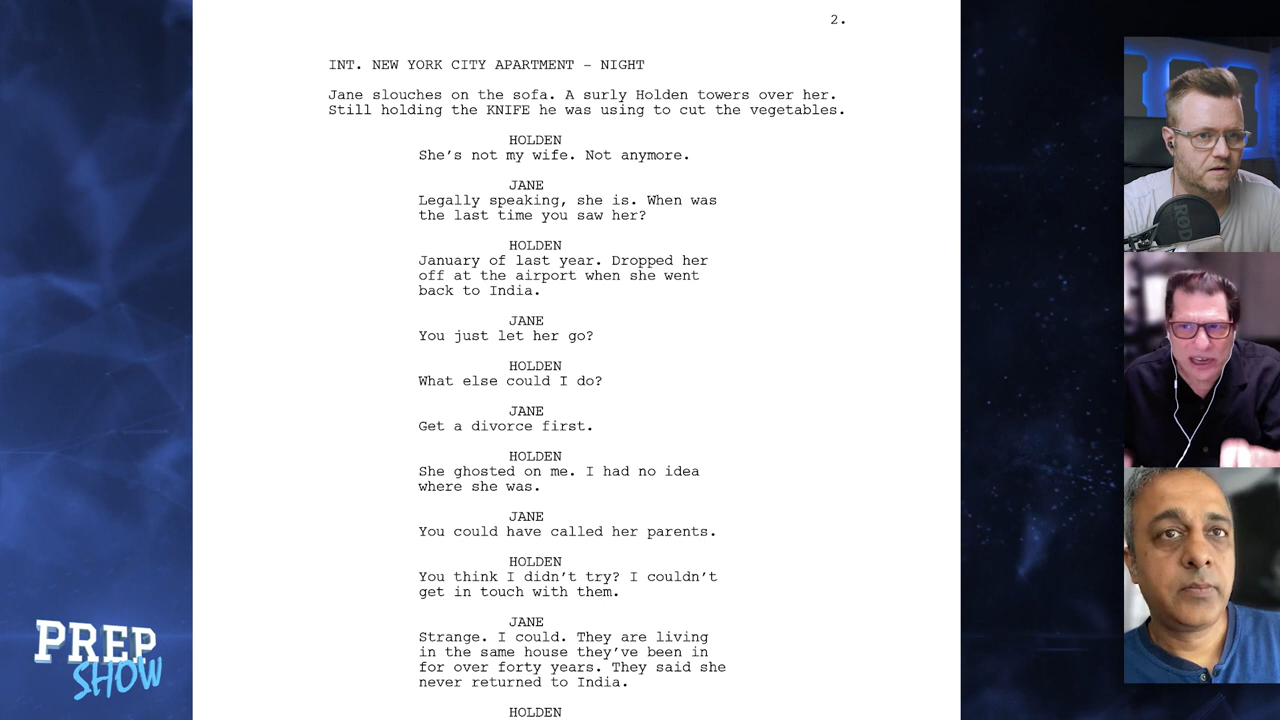 2.
INT. NEW YORK CITY APARTMENT – NIGHT
Jane slouches on the sofa. A surly Holden towers over her.
Still holding the KNIFE he was using to cut the vegetables.
HOLDEN
She's not my wife. Not anymore.
JANE
Legally speaking, she is. When was
the last time you saw her?
HOLDEN
January of last year. Dropped her
off at the airport when she went
back to India.
JANE
You just let her go?
HOLDEN
What else could I do?
JANE
Get a divorce first.
HOLDEN
She ghosted on me. I had no idea
where she was.
JANE
You could have called her parents.
HOLDEN
You think I didn't try? I couldn't
get in touch with them.
JANE
Strange. I could. They are living
in the same house they've been in
for over forty years. They said she
never returned to India.
HOLDEN
PREP
SHOW
RØDE